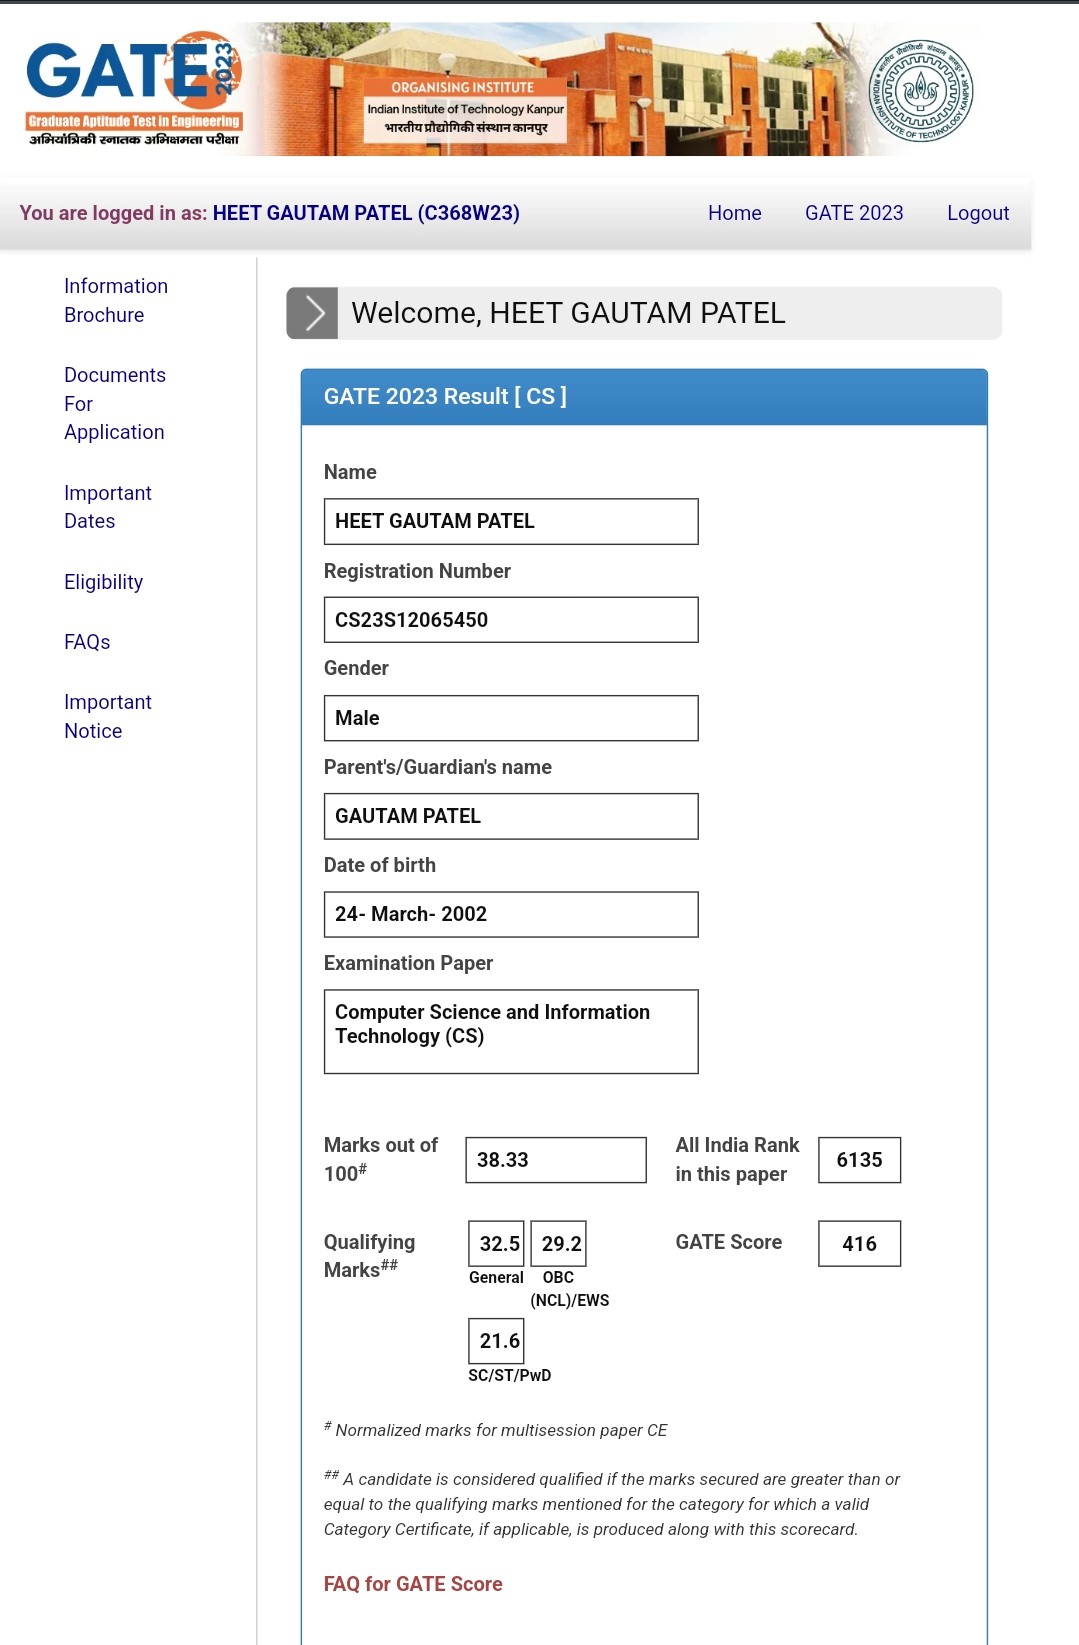 GATE 2023
Graduate Aptitude Test in Engineering
अभियांत्रिकी स्नातक अभिक्षमता परीक्षा
ORGANISING INSTITUTE
Indian Institute of Technology Kanpur
भारतीय प्रौद्योगिकी संस्थान कानपुर
भारतीय प्रौद्योगिकी संस्थान
INDIAN INSTITUTE OF TECHNOLOGY KANPUR
You are logged in as: HEET GAUTAM PATEL (C368W23)
Home GATE 2023 Logout
Information
Brochure
Documents
For
Application
Important
Dates
Eligibility
FAQs
Important
Notice
Welcome, HEET GAUTAM PATEL
GATE 2023 Result [ CS ]
Name
HEET GAUTAM PATEL
Registration Number
CS23S12065450
Gender
Male
Parent's/Guardian's name
GAUTAM PATEL
Date of birth
24- March- 2002
Examination Paper
Computer Science and Information
Technology (CS)
Marks out of
100#
38.33
All India Rank
in this paper
6135
Qualifying
Marks##
32.5
General
29.2
OBC
(NCL)/EWS
21.6
SC/ST/PwD
GATE Score
416
# Normalized marks for multisession paper CE
## A candidate is considered qualified if the marks secured are greater than or
equal to the qualifying marks mentioned for the category for which a valid
Category Certificate, if applicable, is produced along with this scorecard.
FAQ for GATE Score